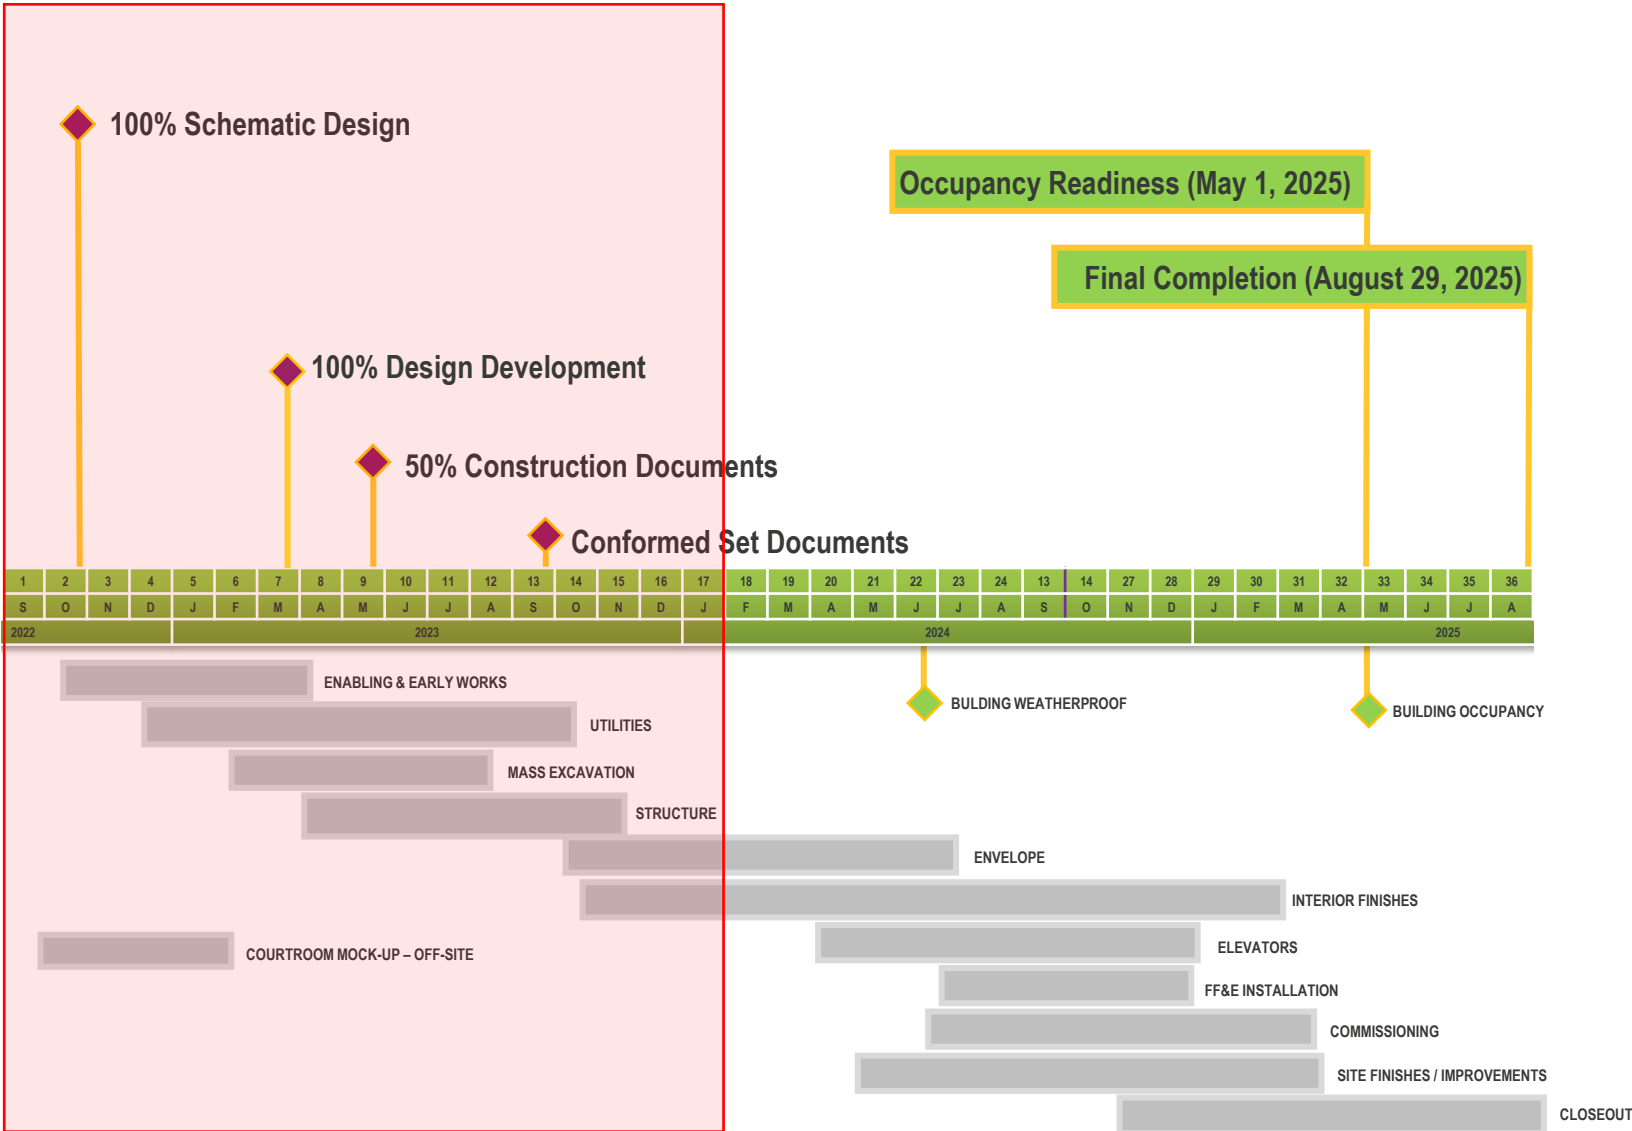 100% Schematic Design
Occupancy Readiness (May 1, 2025)
Final Completion (August 29, 2025)
100% Design Development
50% Construction Documents
Conformed Set Documents
1 2 3 4 5 6 7 8 9 10 11 12 13 14 15 16 17 18 19 20 21 22 23 24 13 14 27 28 29 30 31 32 33 34 35 36
S O N D J F M A M J J A S O N D J F M A M J J A S O N D J F M A M J J A
2022 2023 2024 2025
ENABLING & EARLY WORKS
BULDING WEATHERPROOF
BUILDING OCCUPANCY
UTILITIES
MASS EXCAVATION
STRUCTURE
ENVELOPE
INTERIOR FINISHES
ELEVATORS
COURTROOM MOCK-UP – OFF-SITE
FF&E INSTALLATION
COMMISSIONING
SITE FINISHES / IMPROVEMENTS
CLOSEOUT